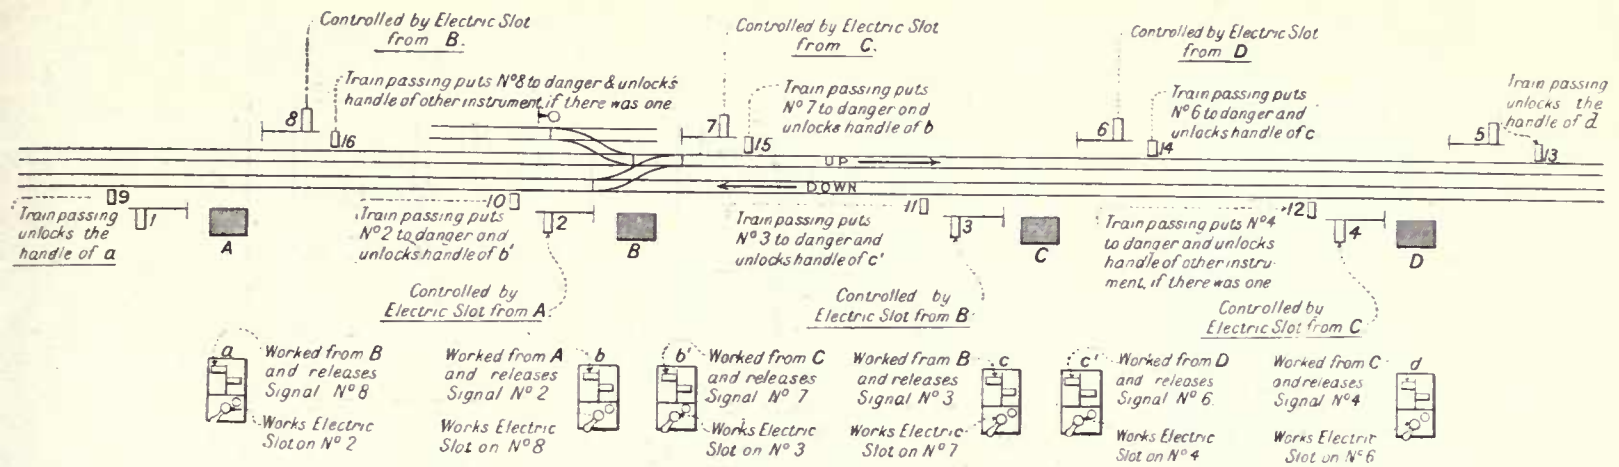 Controlled by Electric Slot
from B.
Controlled by Electric Slot
from C.
Controlled by Electric Slot
from D
Train passing puts Nº8 to danger & unlocks
handle of other instrument, if there was one
Train passing puts
Nº 7 to danger and
unlocks handle of b
Train passing puts
Nº 6 to danger and
unlocks handle of c
Train passing
unlocks the
handle of d
8
16
7
15
6
14
5
13
UP
DOWN
9
1
A
10
2
B
11
3
C
12
4
D
Train passing
unlocks the
handle of a
Train passing puts
Nº 2 to danger and
unlocks handle of b'
Train passing puts
Nº 3 to danger and
unlocks handle of c'
Train passing puts Nº4
to danger and unlocks
handle of other instru-
ment, if there was one
Controlled by
Electric Slot from A
Controlled by
Electric Slot from B
Controlled by
Electric Slot from C
a
Worked from B
and releases
Signal Nº 8
Works Electric
Slot on Nº 2
Worked from A
and releases
Signal Nº 2
Works Electric
Slot on Nº 8
b
b'
Worked from C
and releases
Signal Nº 7
Works Electric
Slot on Nº 3
Worked from B
and releases
Signal Nº 3
Works Electric
Slot on Nº 7
c
c'
Worked from D
and releases
Signal Nº 6
Works Electric
Slot on Nº 4
Worked from C
and releases
Signal Nº 4
Works Electric
Slot on Nº 6
d